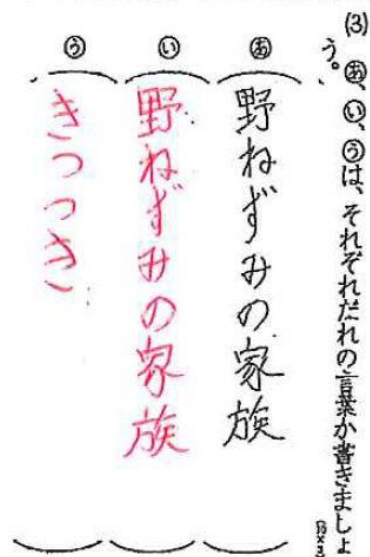 (3) あ、い、うは、それぞれだれの言葉か書きましょ
う。
あ(野ねずみの家族)
い(野ねずみの家族)
う(きつつき)